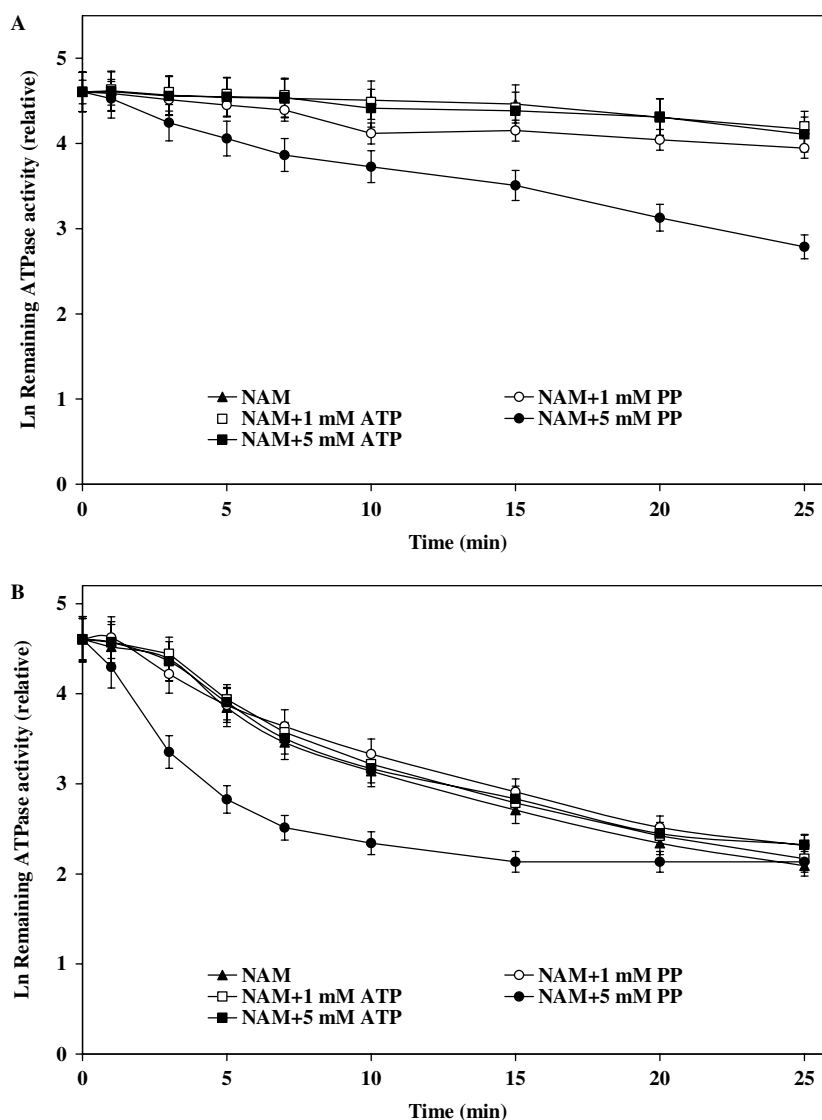 A
Ln Remaining ATPase activity (relative)
5
4
3
2
1
0
NAM
NAM+1 mM PP
NAM+1 mM ATP
NAM+5 mM PP
NAM+5 mM ATP
0 5 10 15 20 25
Time (min)
B
Ln Remaining ATPase activity (relative)
5
4
3
2
1
0
NAM
NAM+1 mM PP
NAM+1 mM ATP
NAM+5 mM PP
NAM+5 mM ATP
0 5 10 15 20 25
Time (min)